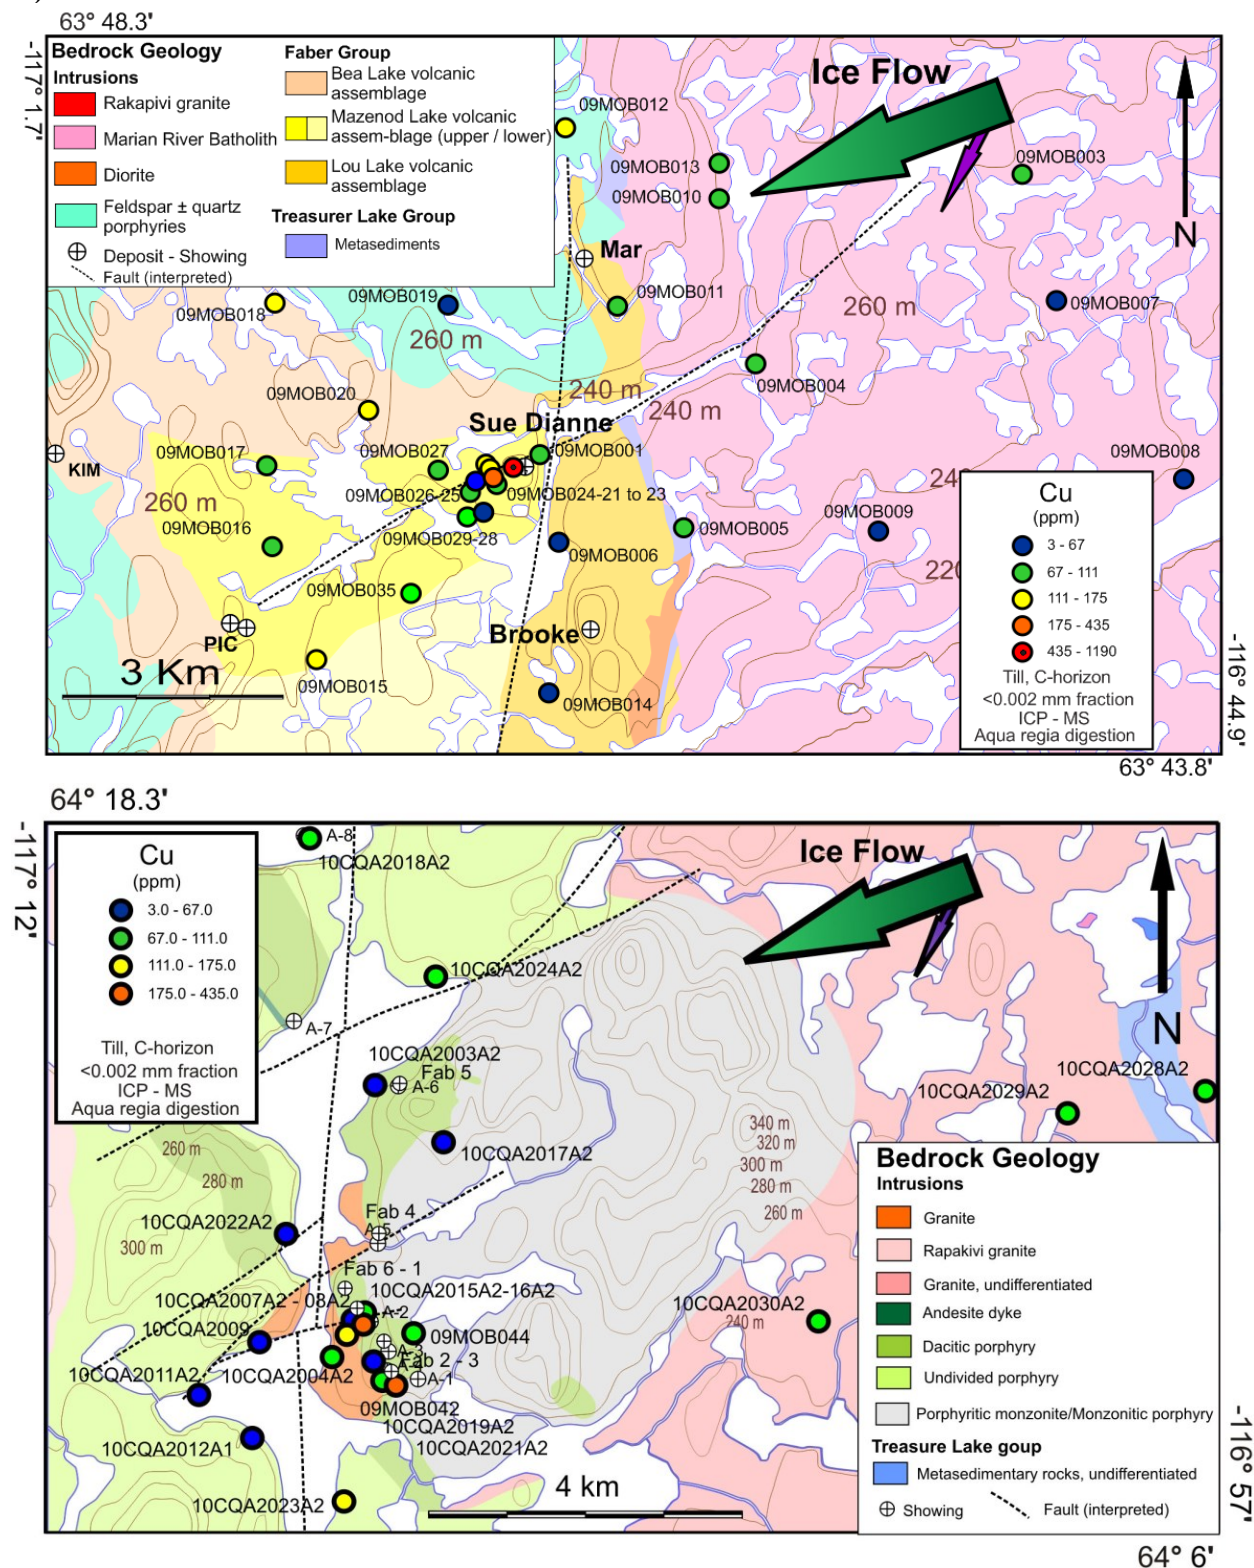 63° 48.3'
-117° 1.7'
Bedrock Geology
Intrusions
Rakapivi granite
Marian River Batholith
Diorite
Feldspar ± quartz
porphyries
Deposit - Showing
Fault (interpreted)
Faber Group
Bea Lake volcanic
assemblage
Mazenod Lake volcanic
assem-blage (upper / lower)
Lou Lake volcanic
assemblage
Treasurer Lake Group
Metasediments
Ice Flow
N
09MOB012
09MOB013
09MOB010
09MOB003
Mar
09MOB011
09MOB007
09MOB019
09MOB018
260 m
260 m
09MOB004
09MOB020
240 m
240 m
Sue Dianne
09MOB001
09MOB008
09MOB017
09MOB027
KIM
260 m
09MOB026-25
09MOB024-21 to 23
09MOB016
09MOB029-28
09MOB005
09MOB009
09MOB006
24
220
09MOB035
PIC
Brooke
09MOB015
09MOB014
3 Km
Cu
(ppm)
3 - 67
67 - 111
111 - 175
175 - 435
435 - 1190
Till, C-horizon
<0.002 mm fraction
ICP - MS
Aqua regia digestion
-116° 44.9'
63° 43.8'
64° 18.3'
-117° 12'
Cu
(ppm)
3.0 - 67.0
67.0 - 111.0
111.0 - 175.0
175.0 - 435.0
Till, C-horizon
<0.002 mm fraction
ICP - MS
Aqua regia digestion
A-8
10CQA2018A2
Ice Flow
N
10CQA2024A2
A-7
10CQA2003A2
Fab 5
A-6
10CQA2017A2
10CQA2028A2
10CQA2029A2
340 m
320 m
300 m
280 m
260 m
260 m
280 m
300 m
10CQA2022A2
Fab 4
A-5
Fab 6 - 1
10CQA2015A2-16A2
10CQA2007A2 - 08A2
A-2
10CQA2009
09MOB044
A-3
Fab 2 - 3
A-1
10CQA2011A2
10CQA2004A2
09MOB042
10CQA2019A2
10CQA2021A2
10CQA2012A1
10CQA2023A2
10CQA2030A2
240 m
4 km
Bedrock Geology
Intrusions
Granite
Rapakivi granite
Granite, undifferentiated
Andesite dyke
Dacitic porphyry
Undivided porphyry
Porphyritic monzonite/Monzonitic porphyry
Treasure Lake goup
Metasedimentary rocks, undifferentiated
Showing
Fault (interpreted)
-116° 57'
64° 6'